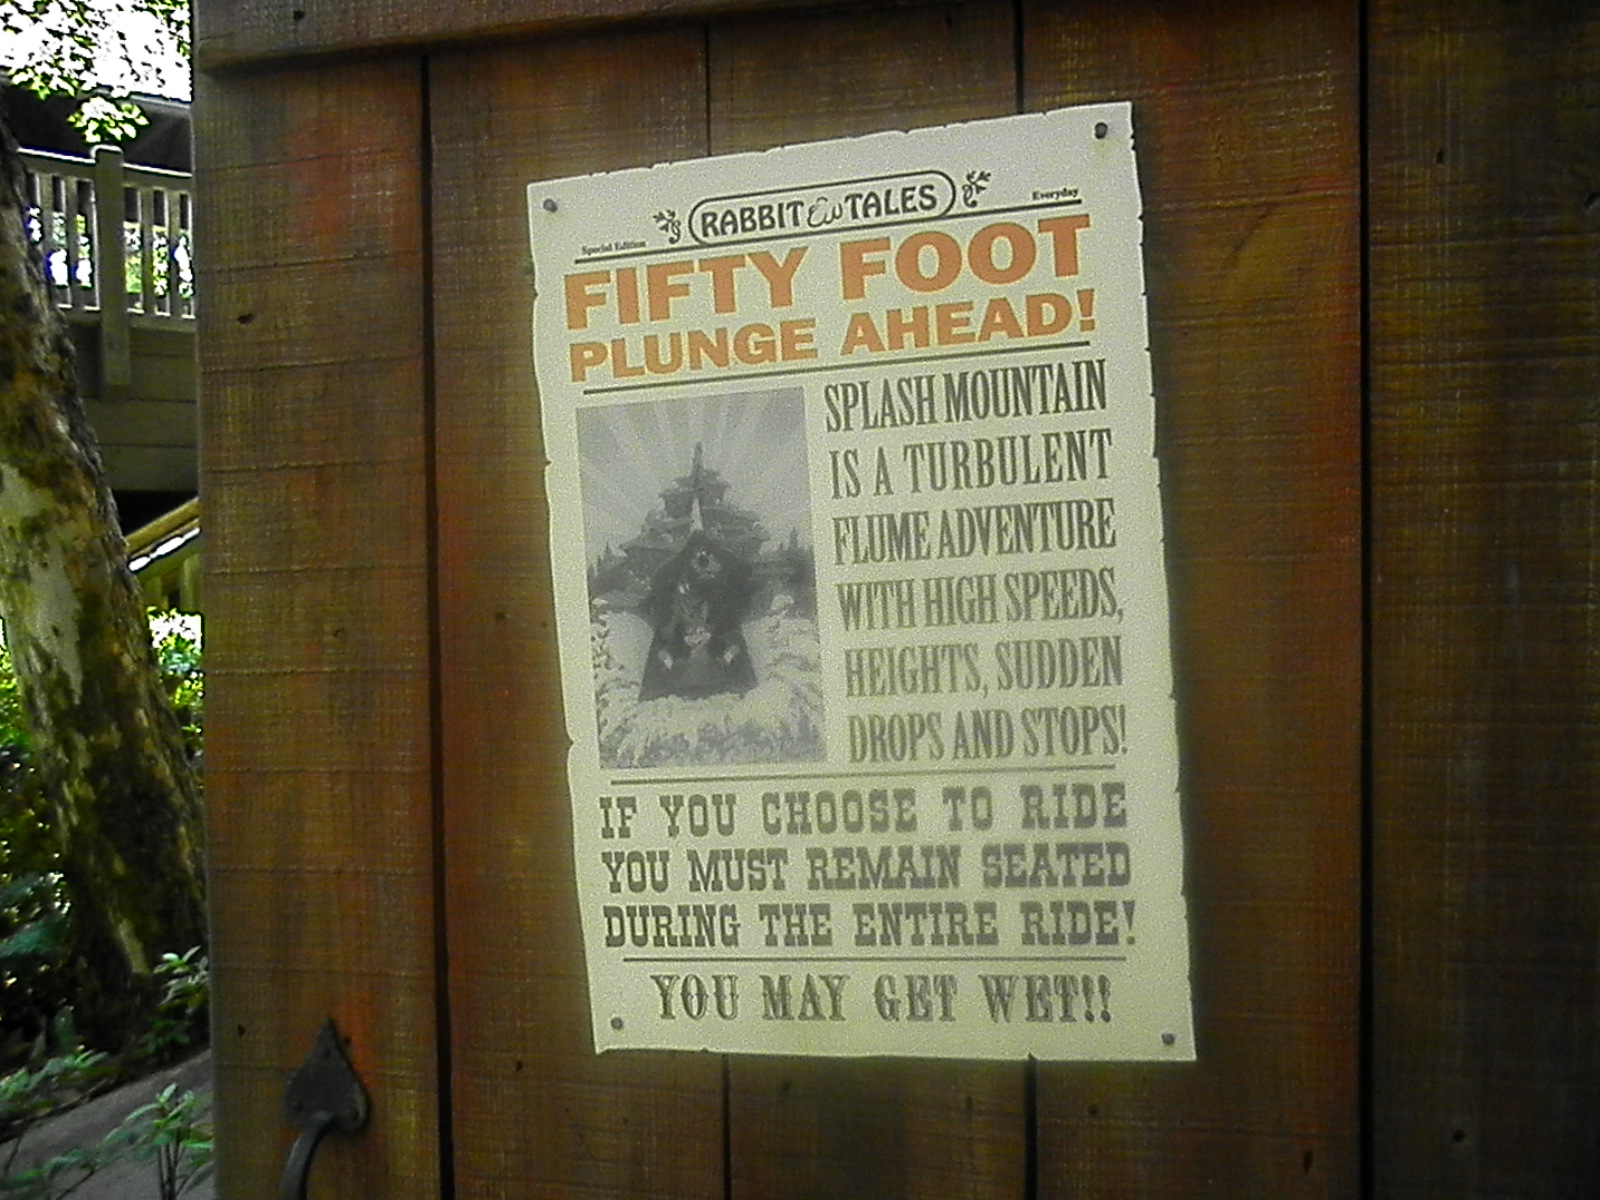 RABBIT TALES
Special Edition
Everyday
FIFTY FOOT
PLUNGE AHEAD!
SPLASH MOUNTAIN
IS A TURBULENT
FLUME ADVENTURE
WITH HIGH SPEEDS,
HEIGHTS, SUDDEN
DROPS AND STOPS!
IF YOU CHOOSE TO RIDE
YOU MUST REMAIN SEATED
DURING THE ENTIRE RIDE!
YOU MAY GET WET!!